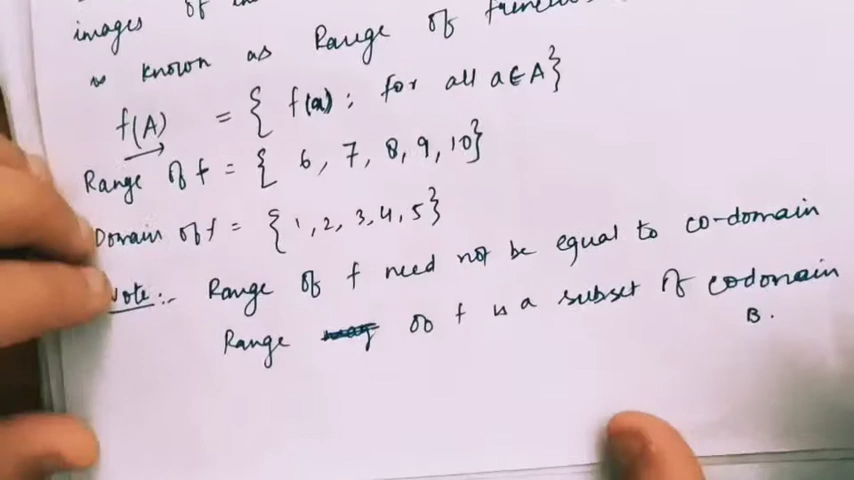 images of
is known as Range of
f(A) = { f(a) : for all a ∈ A }
Range of f = { 6, 7, 8, 9, 10 }
Domain of f = { 1, 2, 3, 4, 5 }
Note:- Range of f need not be equal to co-domain
Range of f is a subset of codomain
B.